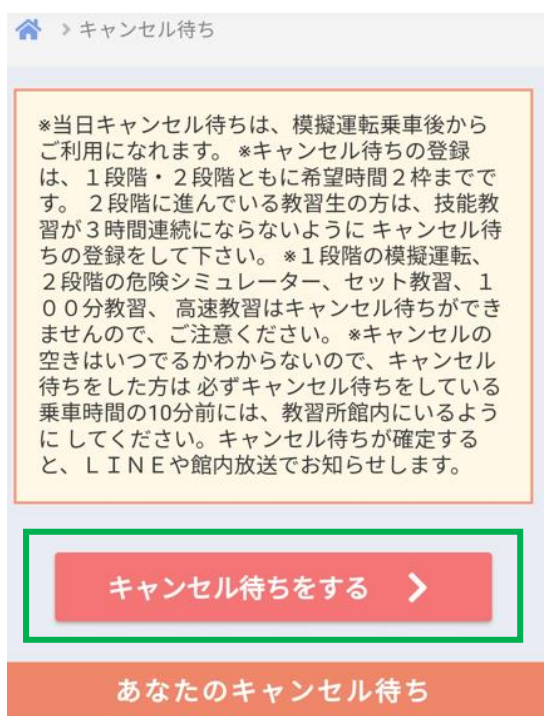 > キャンセル待ち
※当日キャンセル待ちは、模擬運転乗車後から
ご利用になれます。 ※キャンセル待ちの登録
は、１段階・２段階ともに希望時間２枠までで
す。 ２段階に進んでいる教習生の方は、技能教
習が３時間連続にならないように キャンセル待
ちの登録をして下さい。 ※１段階の模擬運転、
２段階の危険シミュレーター、セット教習、１
００分教習、 高速教習はキャンセル待ちができ
ませんので、ご注意ください。 ※キャンセルの
空きはいつでるかわからないので、キャンセル
待ちをした方は 必ずキャンセル待ちをしている
乗車時間の10分前には、教習所館内にいるよう
に してください。キャンセル待ちが確定する
と、ＬＩＮＥや館内放送でお知らせします。
キャンセル待ちをする
あなたのキャンセル待ち